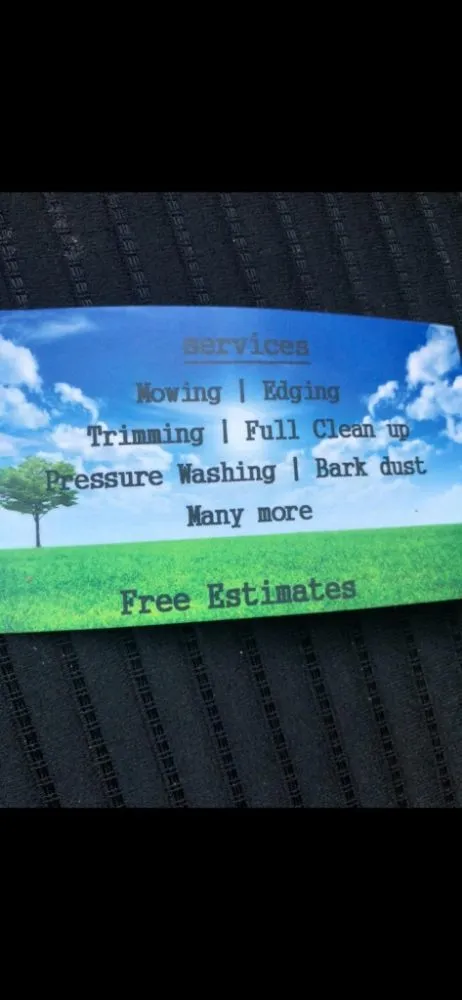 services
Mowing | Edging
Trimming | Full Clean up
Pressure Washing | Bark dust
Many more
Free Estimates